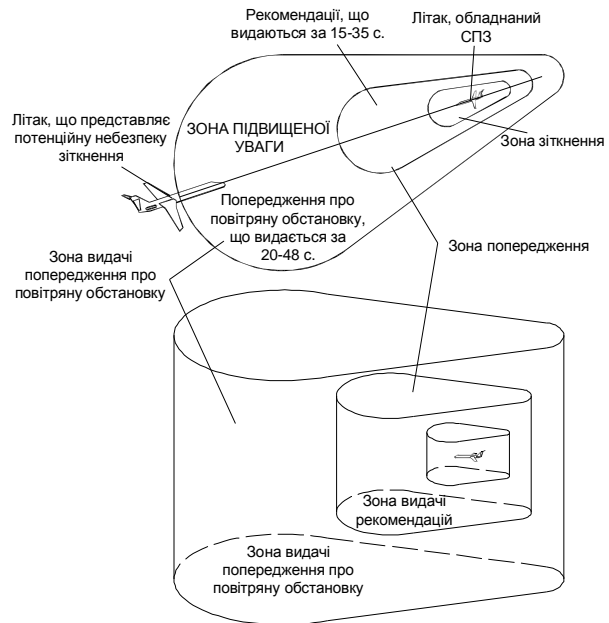 Рекомендації, що
видаються за 15-35 с.
Літак, обладнаний
СПЗ
Літак, що представляє
потенційну небезпеку
зіткнення
ЗОНА ПІДВИЩЕНОЇ
УВАГИ
Зона зіткнення
Попередження про
повітряну обстановку,
що видається за
20-48 с.
Зона видачі
попередження про
повітряну обстановку
Зона попередження
Зона видачі
рекомендацій
Зона видачі
попередження про
повітряну обстановку